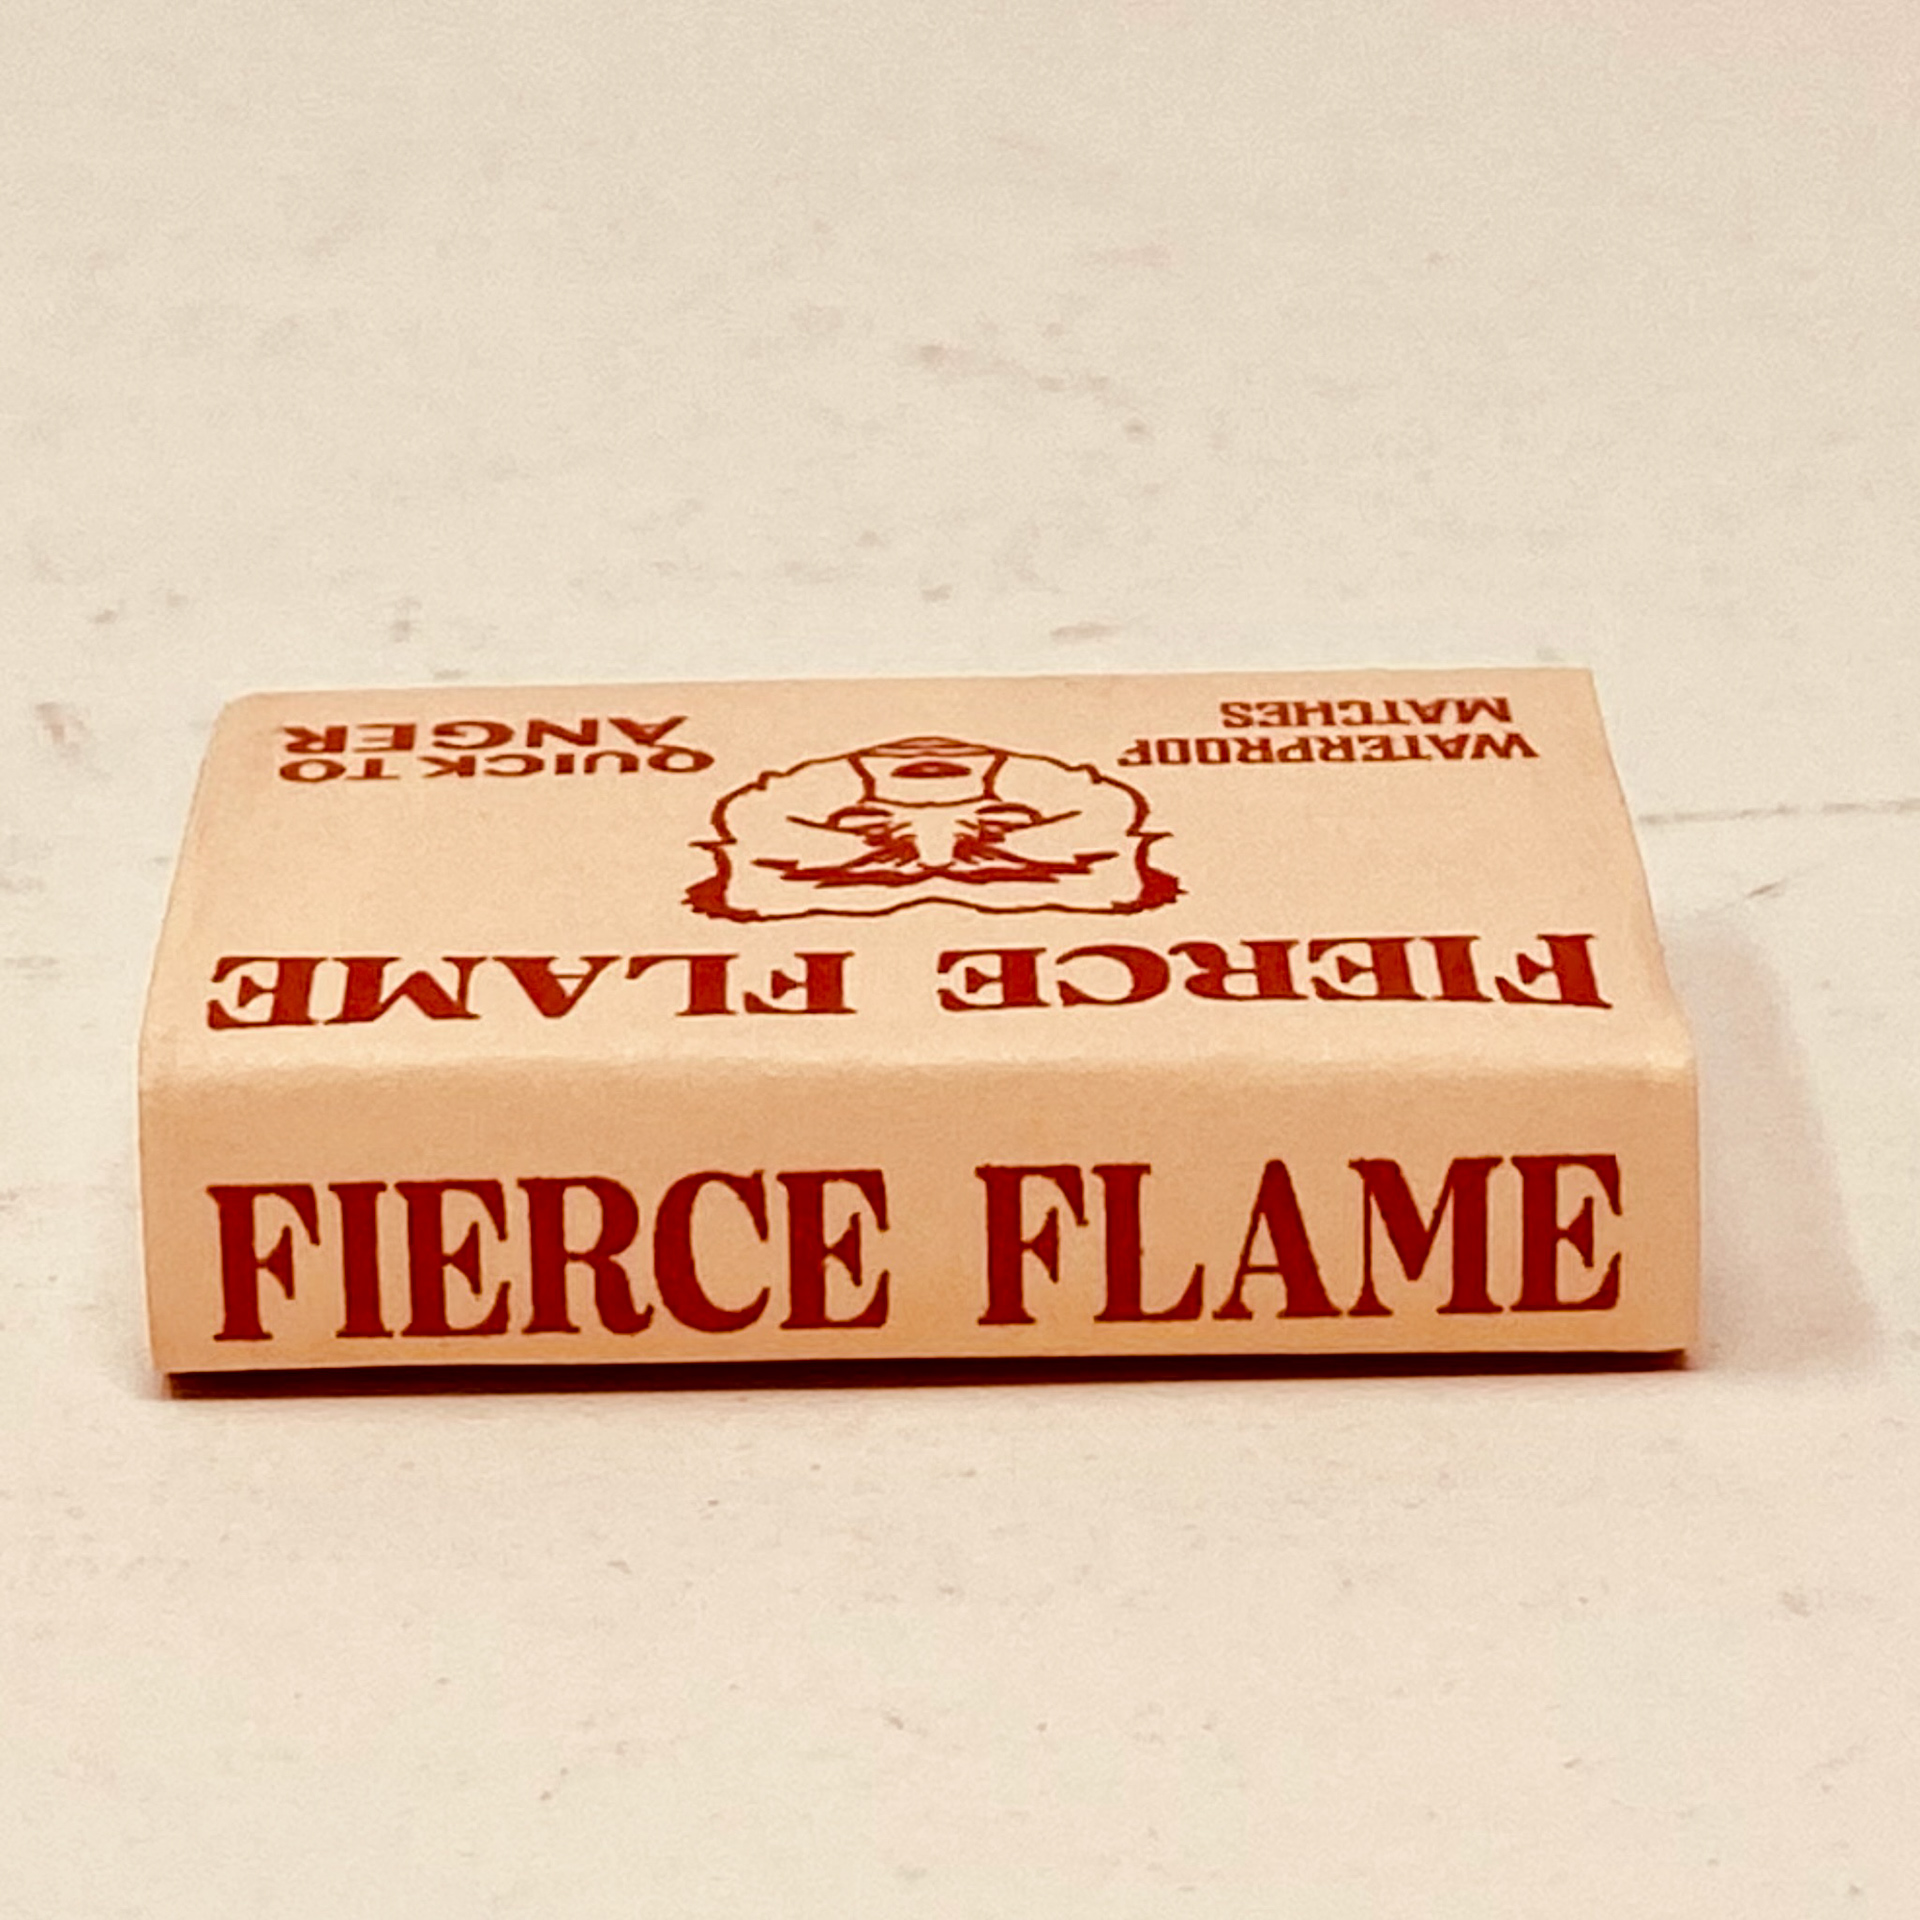 FIERCE FLAME
WATERPROOF
MATCHES
QUICK TO
ANGER
FIERCE FLAME